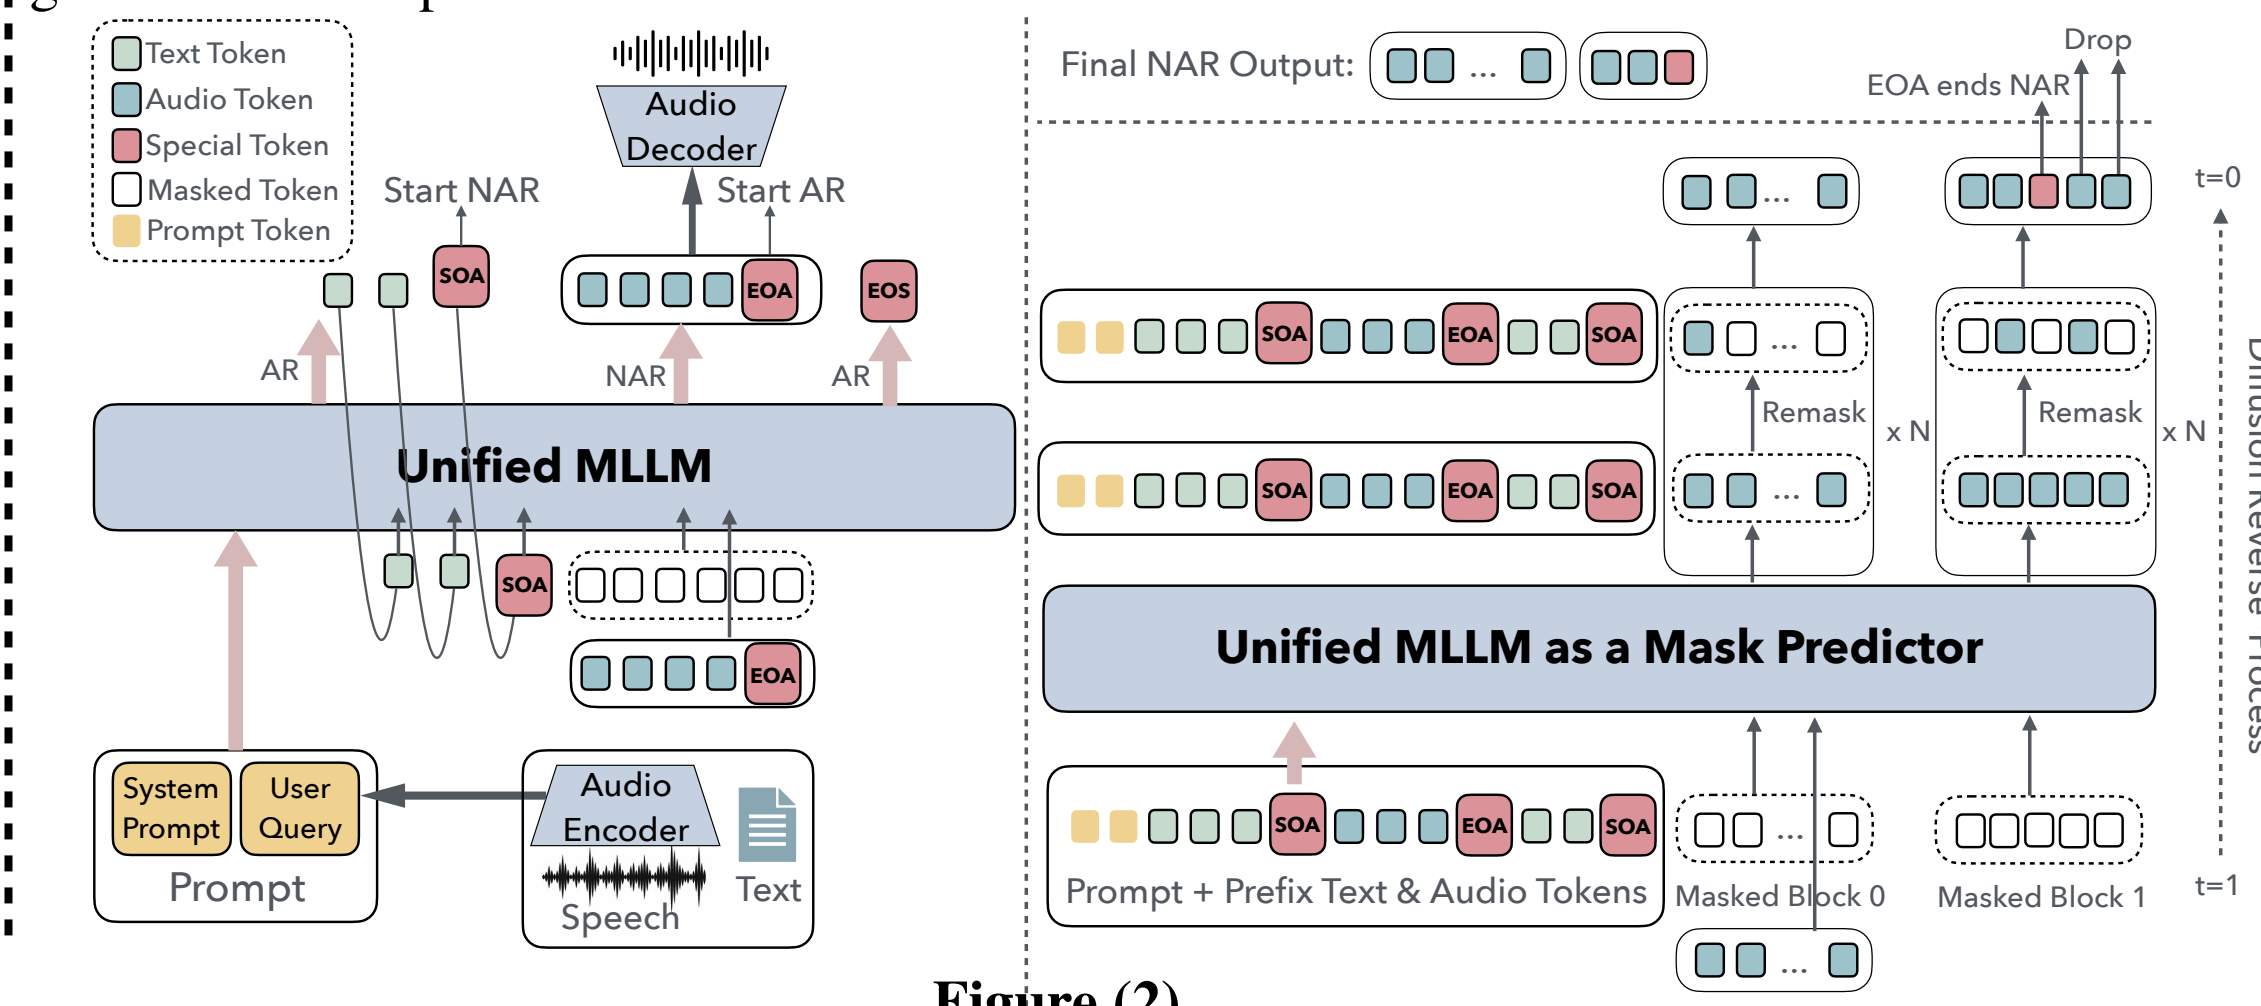 Text Token
Audio Token
Special Token
Masked Token
Prompt Token
Audio
Decoder
Start NAR
Start AR
SOA
EOA
EOS
AR
NAR
AR
Unified MLLM
SOA
EOA
System
Prompt
User
Query
Prompt
Audio
Encoder
Speech
Text
Final NAR Output:
...
Drop
EOA ends NAR
...
t=0
SOA
EOA
SOA
...
Remask
x N
Remask
x N
SOA
EOA
SOA
...
Diffusion Reverse Process
Unified MLLM as a Mask Predictor
SOA
EOA
SOA
Prompt + Prefix Text & Audio Tokens
...
Masked Block 0
Masked Block 1
t=1
...
Figure (2)